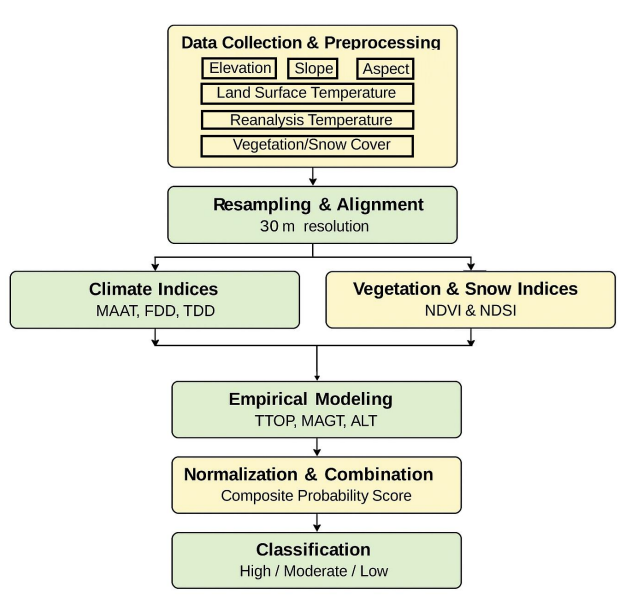 Data Collection & Preprocessing
Elevation Slope Aspect
Land Surface Temperature
Reanalysis Temperature
Vegetation/Snow Cover
Resampling & Alignment
30 m resolution
Climate Indices
MAAT, FDD, TDD
Vegetation & Snow Indices
NDVI & NDSI
Empirical Modeling
TTOP, MAGT, ALT
Normalization & Combination
Composite Probability Score
Classification
High / Moderate / Low